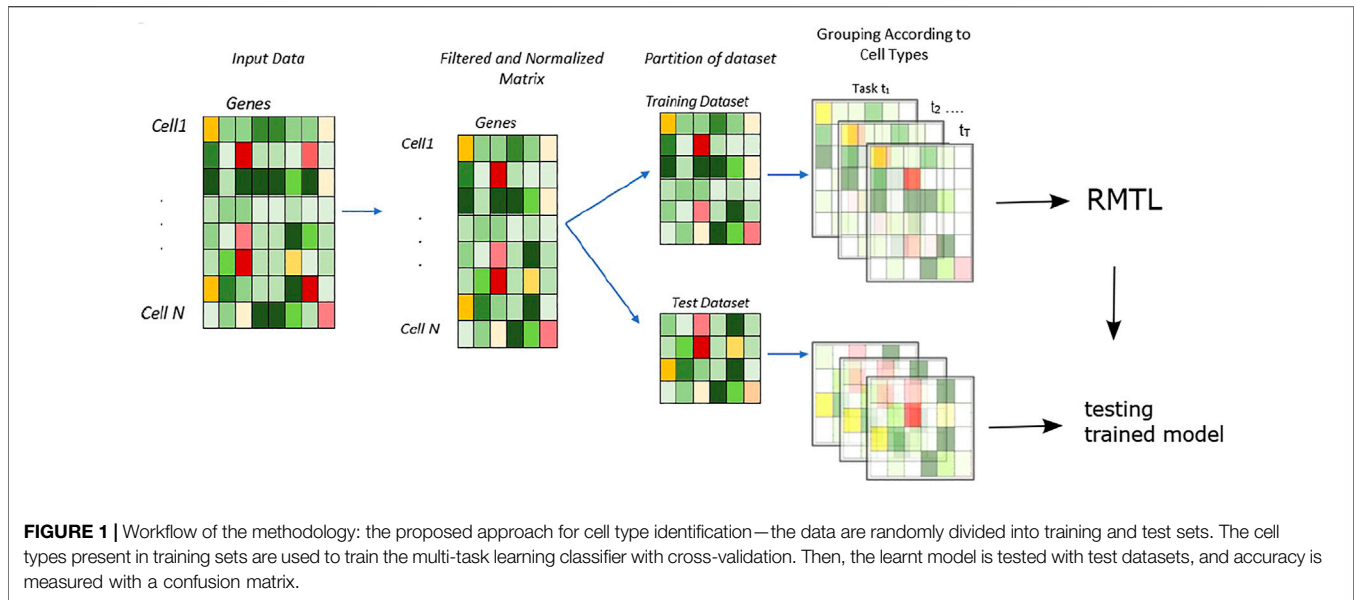 Input Data
Genes
Cell1
Cell N
Filtered and Normalized
Matrix
Genes
Cell1
Cell N
Partition of dataset
Training Dataset
Test Dataset
Grouping According to
Cell Types
Task t₁
t₂ ....
t_T
RMTL
testing
trained model
FIGURE 1 | Workflow of the methodology: the proposed approach for cell type identification—the data are randomly divided into training and test sets. The cell
types present in training sets are used to train the multi-task learning classifier with cross-validation. Then, the learnt model is tested with test datasets, and accuracy is
measured with a confusion matrix.